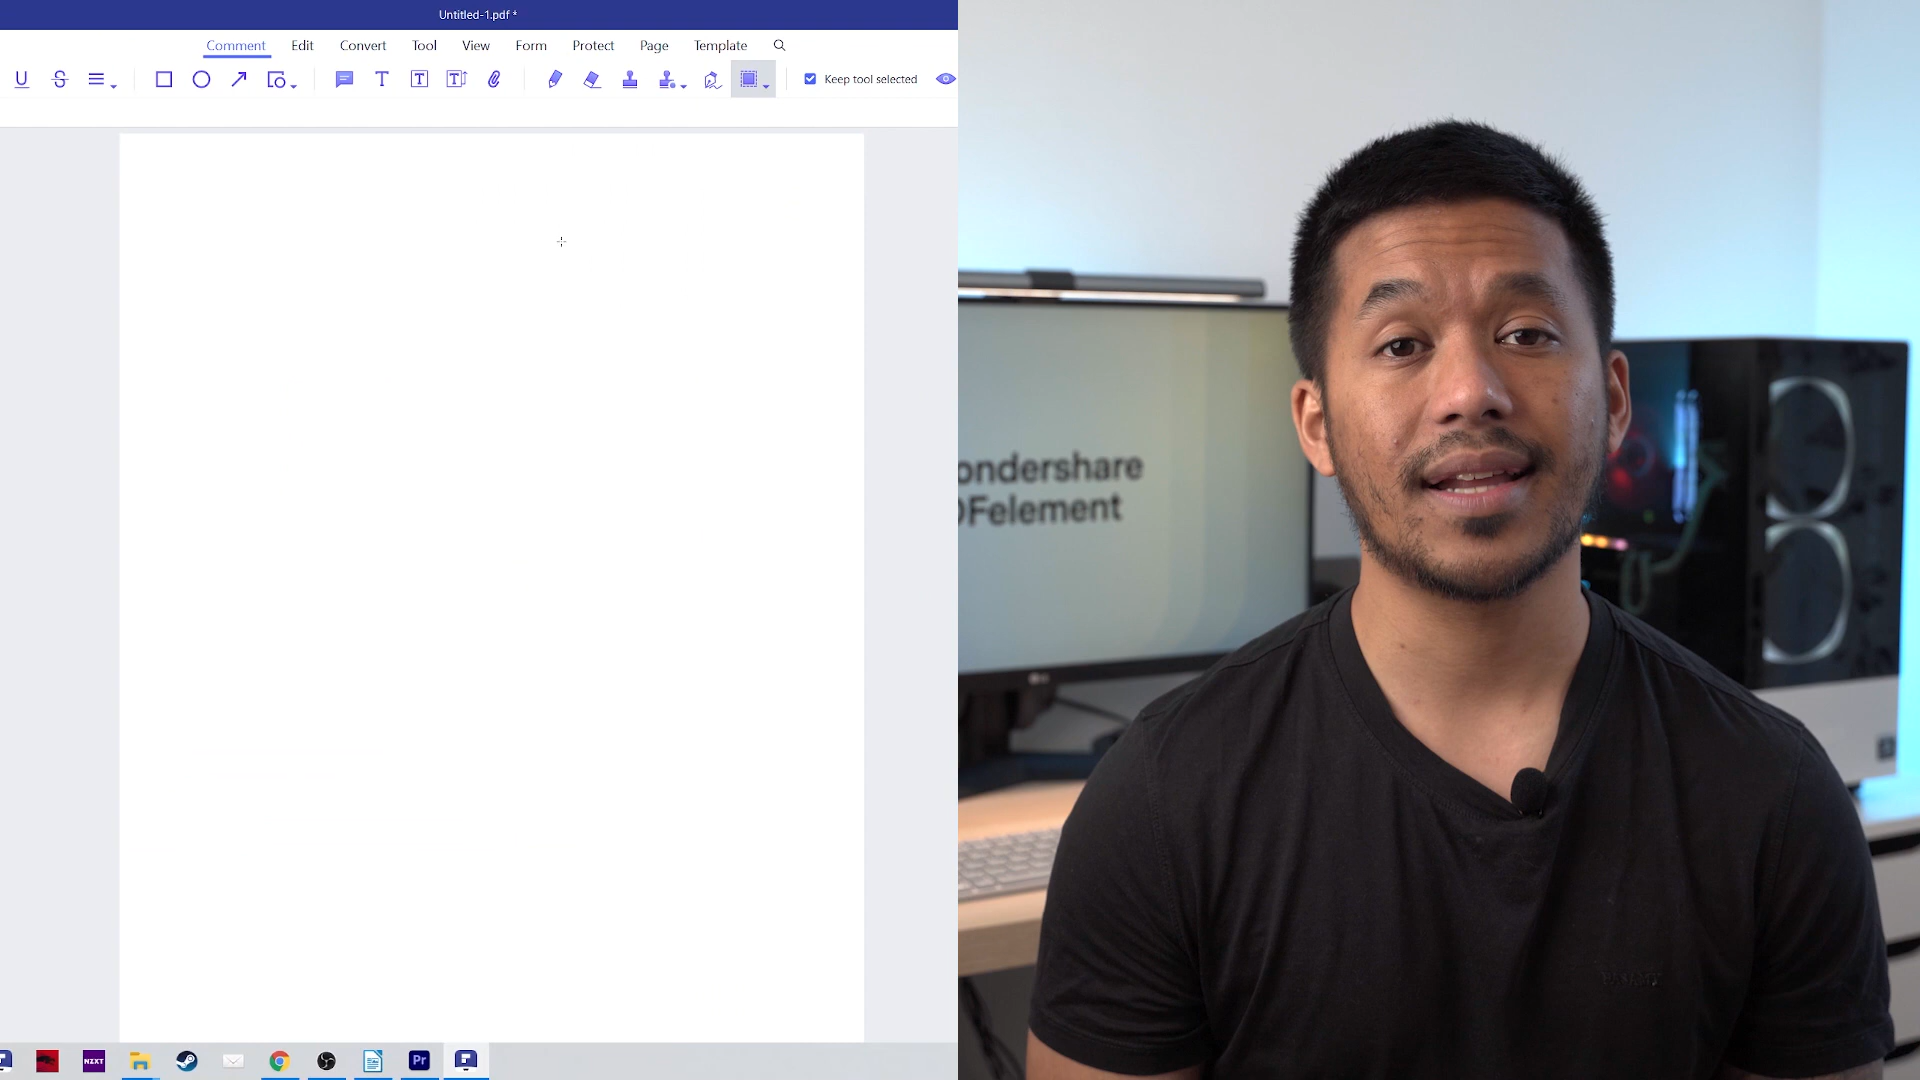 Untitled-1.pdf *
Comment Edit Convert Tool View Form Protect Page Template
Keep tool selected
ondershare
Felement
NZXT
Pr